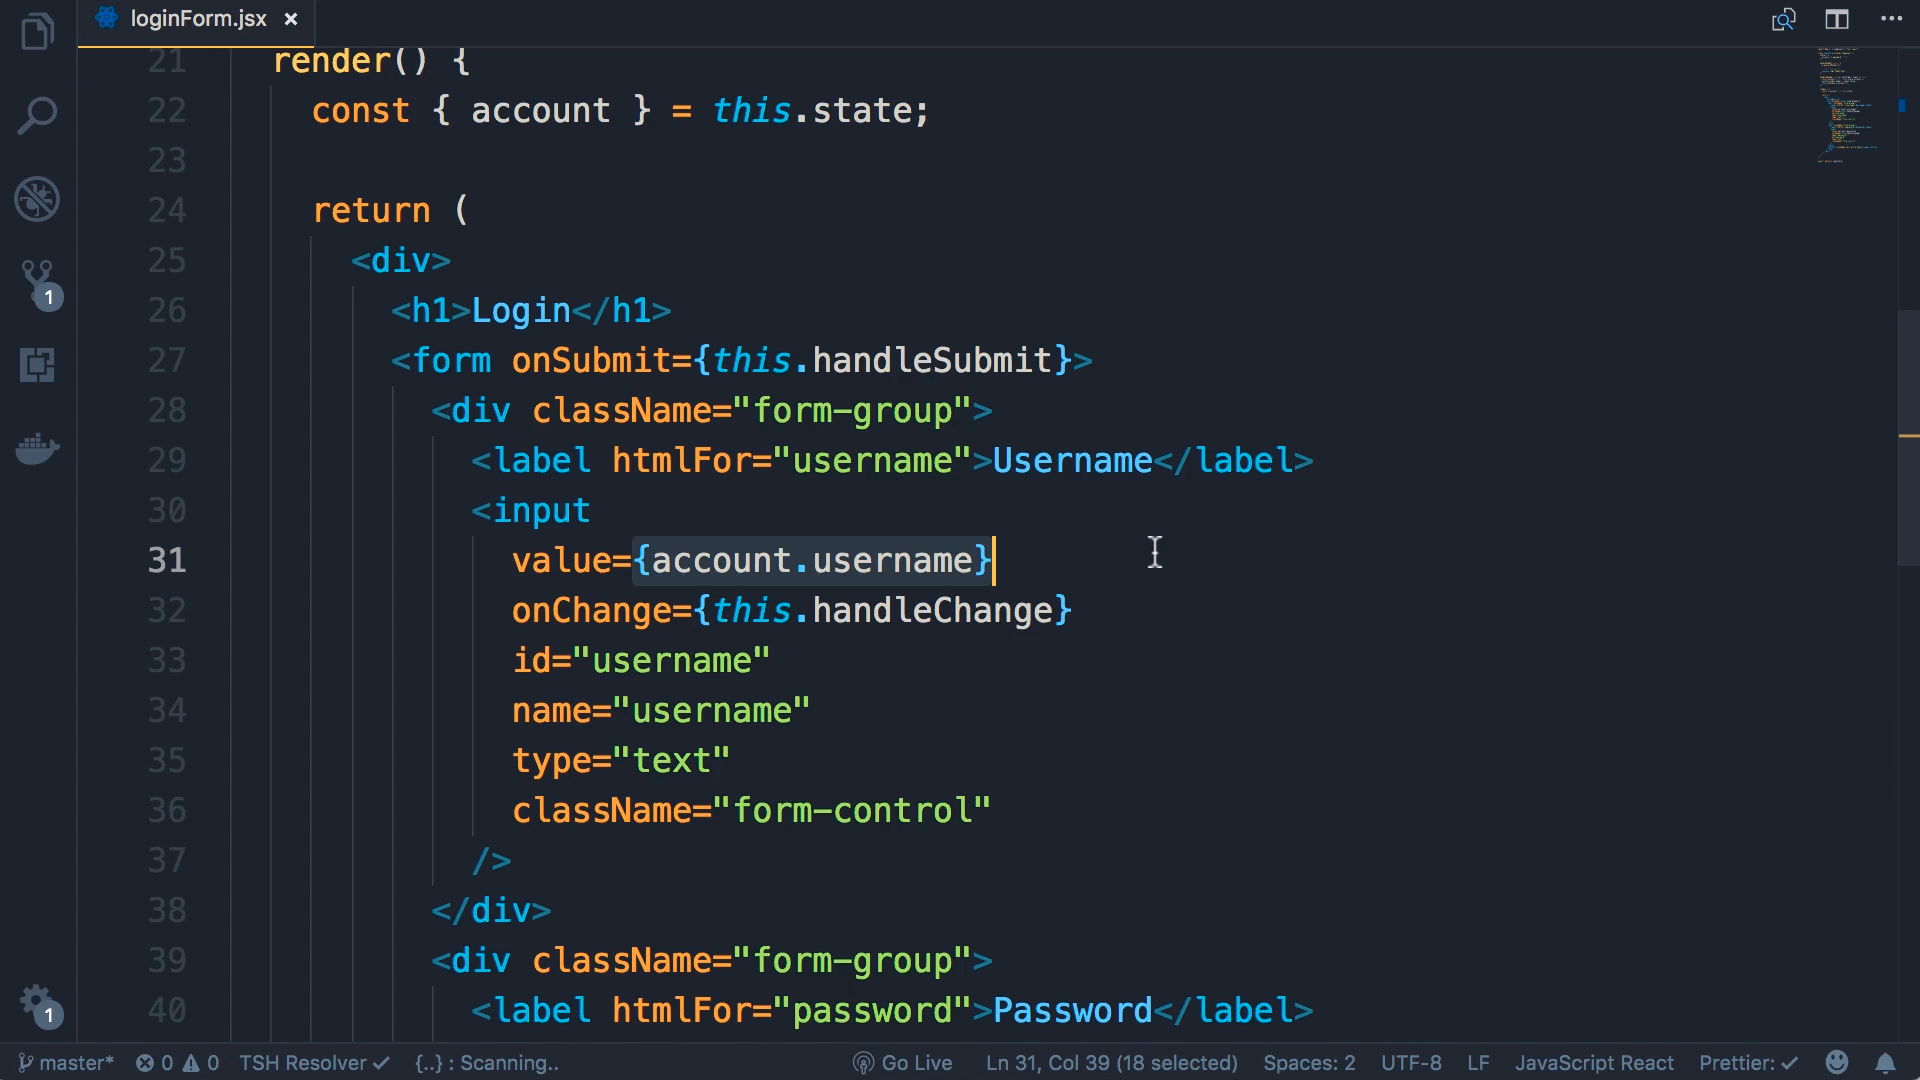 loginForm.jsx ×
21 render() {
22 const { account } = this.state;
23
24 return (
25 <div>
26 <h1>Login</h1>
27 <form onSubmit={this.handleSubmit}>
28 <div className="form-group">
29 <label htmlFor="username">Username</label>
30 <input
31 value={account.username}
32 onChange={this.handleChange}
33 id="username"
34 name="username"
35 type="text"
36 className="form-control"
37 />
38 </div>
39 <div className="form-group">
40 <label htmlFor="password">Password</label>
1
1
master* 0 0 TSH Resolver ✓ {..} : Scanning.. Go Live Ln 31, Col 39 (18 selected) Spaces: 2 UTF-8 LF JavaScript React Prettier: ✓